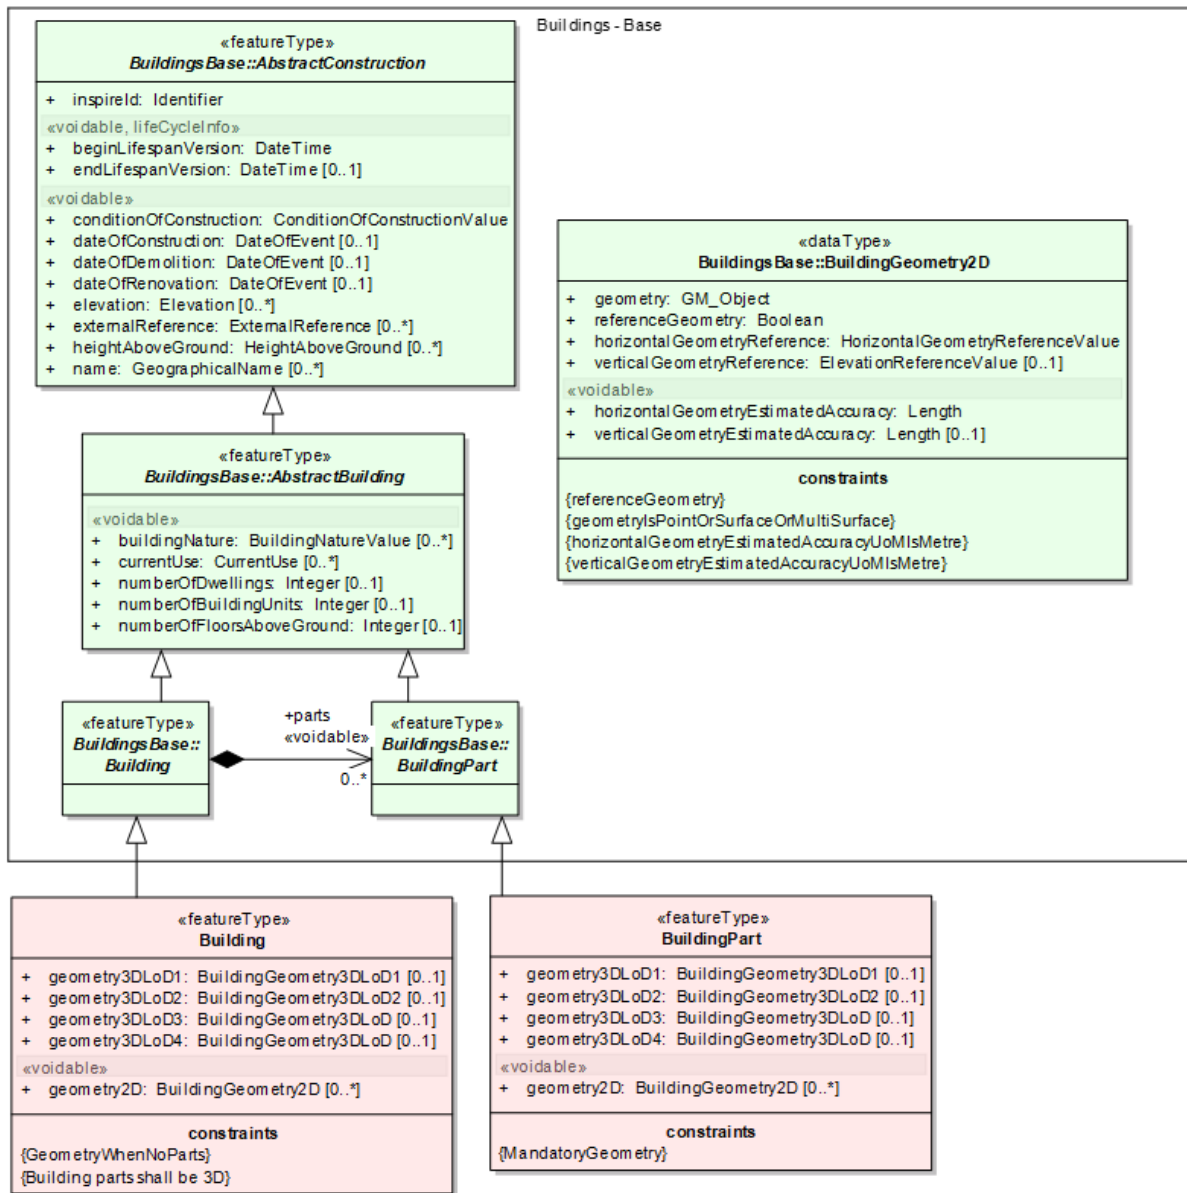 Buildings - Base
«featureType»
BuildingsBase::AbstractConstruction
+ inspireId: Identifier
«voidable, lifeCycleInfo»
+ beginLifespanVersion: DateTime
+ endLifespanVersion: DateTime [0..1]
«voidable»
+ conditionOfConstruction: ConditionOfConstructionValue
+ dateOfConstruction: DateOfEvent [0..1]
+ dateOfDemolition: DateOfEvent [0..1]
+ dateOfRenovation: DateOfEvent [0..1]
+ elevation: Elevation [0..*]
+ externalReference: ExternalReference [0..*]
+ heightAboveGround: HeightAboveGround [0..*]
+ name: GeographicalName [0..*]
«dataType»
BuildingsBase::BuildingGeometry2D
+ geometry: GM_Object
+ referenceGeometry: Boolean
+ horizontalGeometryReference: HorizontalGeometryReferenceValue
+ verticalGeometryReference: ElevationReferenceValue [0..1]
«voidable»
+ horizontalGeometryEstimatedAccuracy: Length
+ verticalGeometryEstimatedAccuracy: Length [0..1]
constraints
{referenceGeometry}
{geometryIsPointOrSurfaceOrMultiSurface}
{horizontalGeometryEstimatedAccuracyUoMIsMetre}
{verticalGeometryEstimatedAccuracyUoMIsMetre}
«featureType»
BuildingsBase::AbstractBuilding
«voidable»
+ buildingNature: BuildingNatureValue [0..*]
+ currentUse: CurrentUse [0..*]
+ numberOfDwellings: Integer [0..1]
+ numberOfBuildingUnits: Integer [0..1]
+ numberOfFloorsAboveGround: Integer [0..1]
«featureType»
BuildingsBase::
Building
+parts
«voidable»
0..*
«featureType»
BuildingsBase::
BuildingPart
«featureType»
Building
+ geometry3DLoD1: BuildingGeometry3DLoD1 [0..1]
+ geometry3DLoD2: BuildingGeometry3DLoD2 [0..1]
+ geometry3DLoD3: BuildingGeometry3DLoD [0..1]
+ geometry3DLoD4: BuildingGeometry3DLoD [0..1]
«voidable»
+ geometry2D: BuildingGeometry2D [0..*]
constraints
{GeometryWhenNoParts}
{Building parts shall be 3D}
«featureType»
BuildingPart
+ geometry3DLoD1: BuildingGeometry3DLoD1 [0..1]
+ geometry3DLoD2: BuildingGeometry3DLoD2 [0..1]
+ geometry3DLoD3: BuildingGeometry3DLoD [0..1]
+ geometry3DLoD4: BuildingGeometry3DLoD [0..1]
«voidable»
+ geometry2D: BuildingGeometry2D [0..*]
constraints
{MandatoryGeometry}